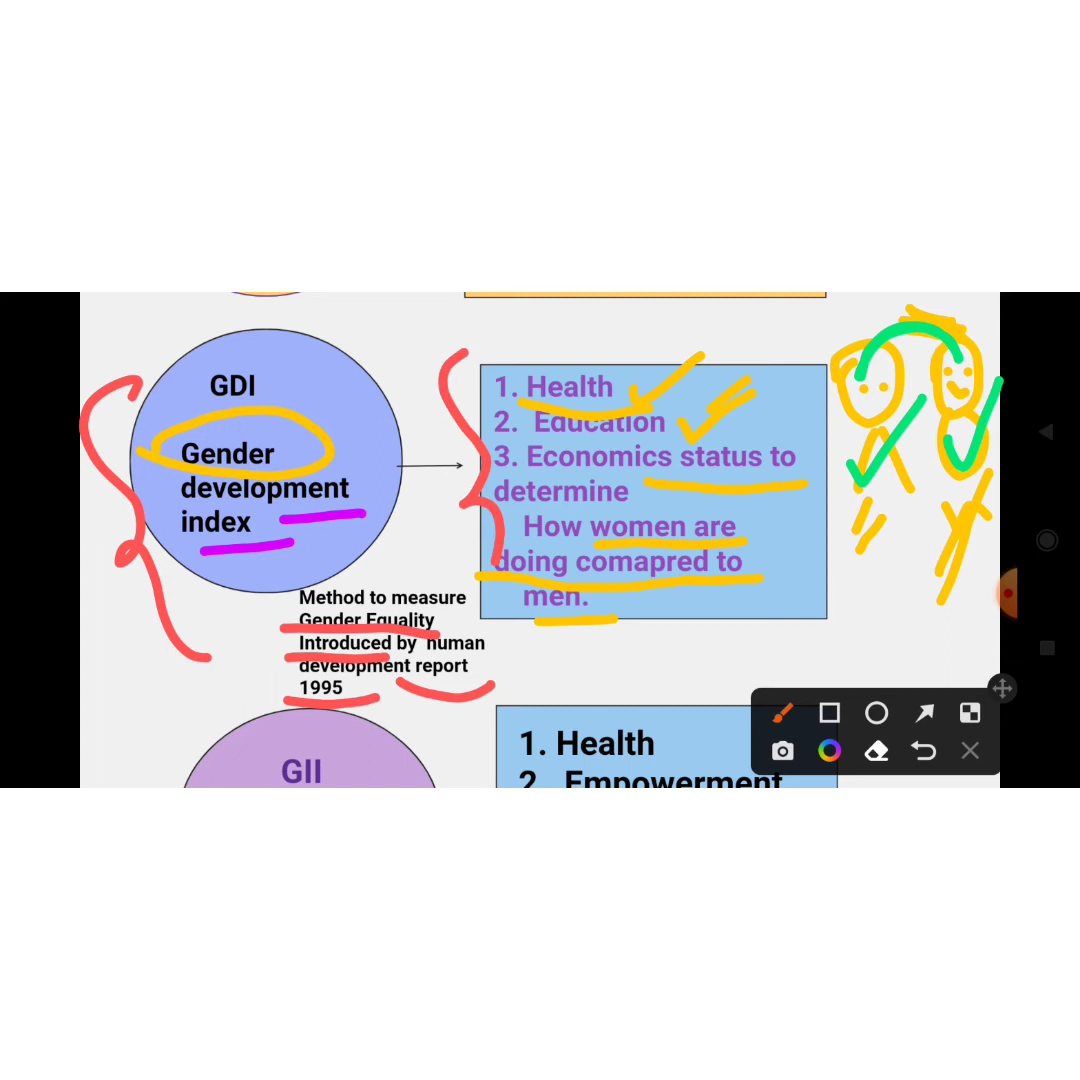 GDI
Gender
development
index
1. Health
2. Education
3. Economics status to
determine
How women are
doing comapred to
men.
Method to measure
Gender Equality
Introduced by human
development report
1995
GII
1. Health
2. Empowerment